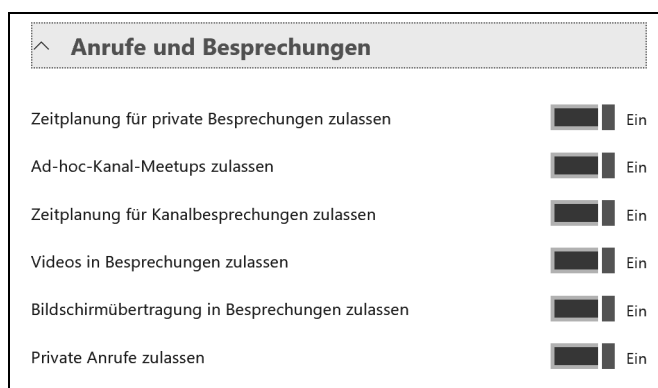 Anrufe und Besprechungen
Zeitplanung für private Besprechungen zulassen Ein
Ad-hoc-Kanal-Meetups zulassen Ein
Zeitplanung für Kanalbesprechungen zulassen Ein
Videos in Besprechungen zulassen Ein
Bildschirmübertragung in Besprechungen zulassen Ein
Private Anrufe zulassen Ein